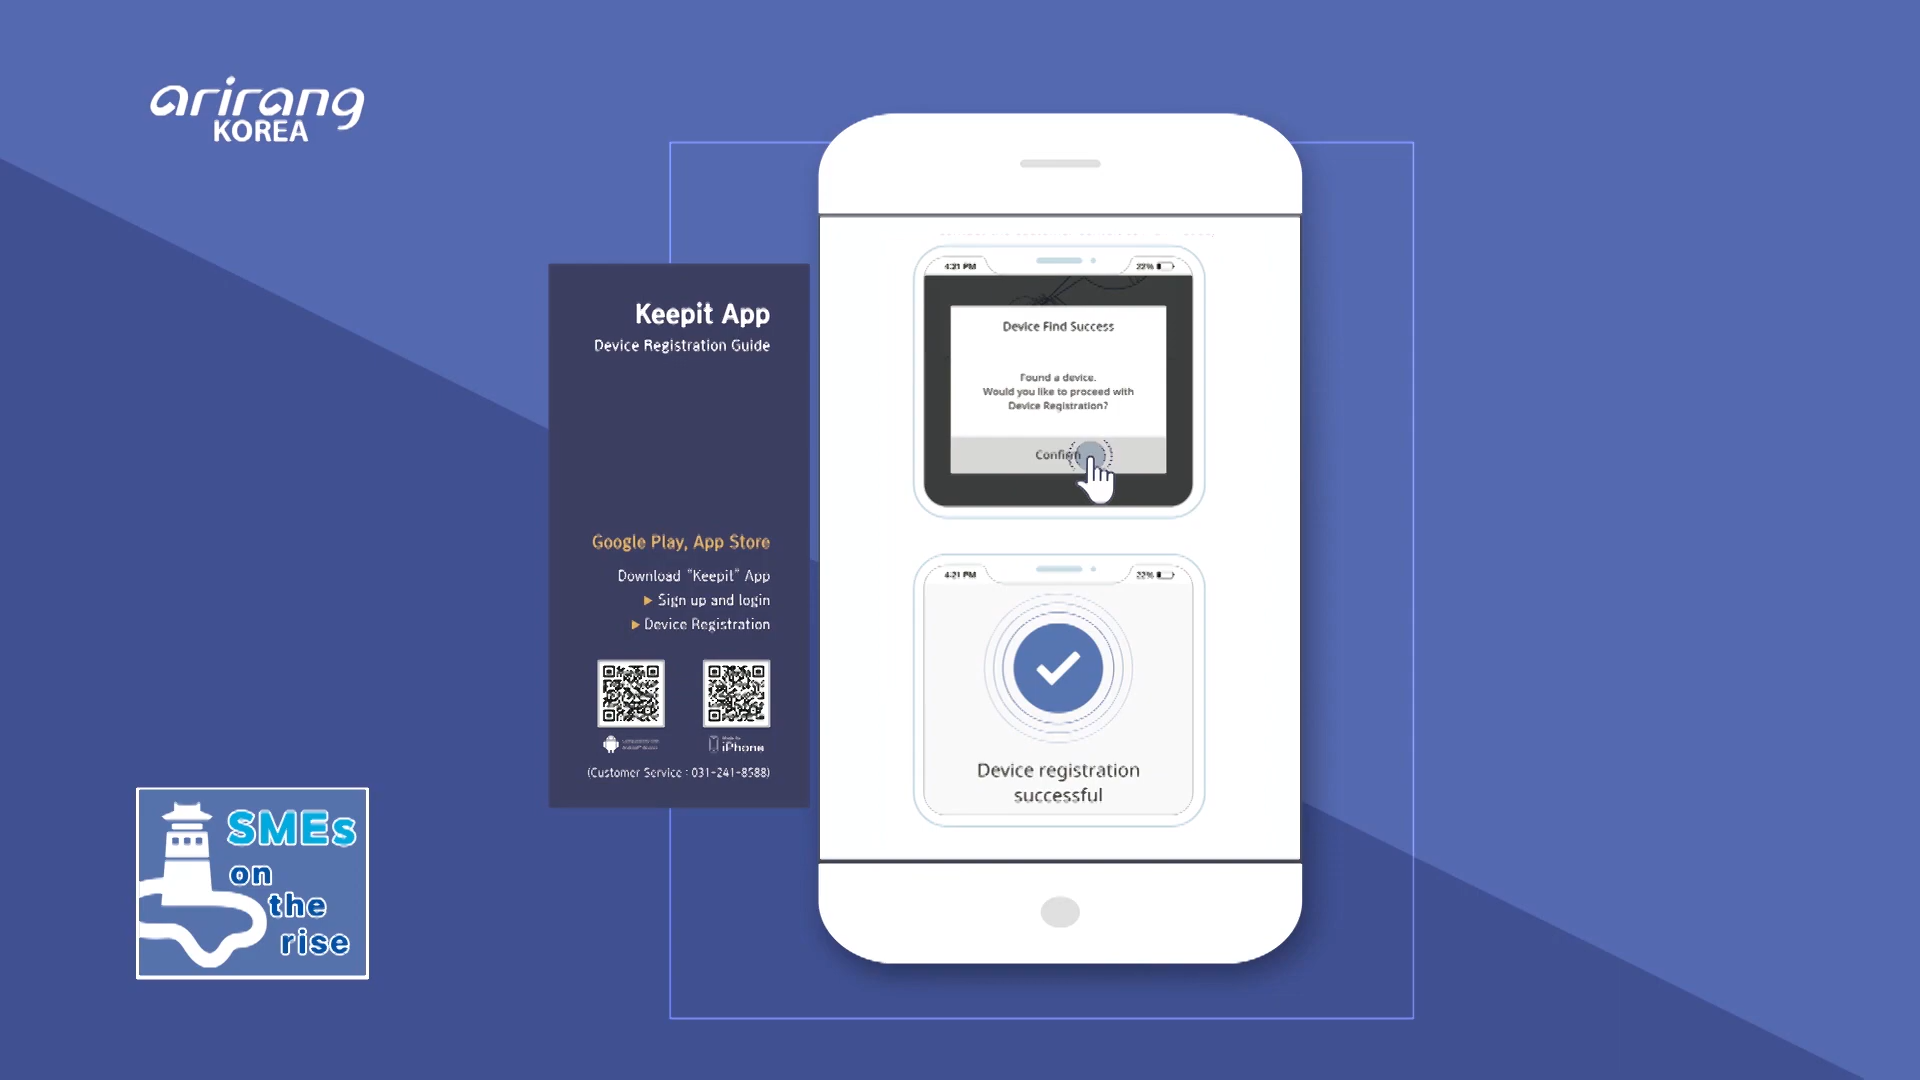 arirang
KOREA
Keepit App
Device Registration Guide
Google Play, App Store
Download "Keepit" App
▶ Sign up and login
▶ Device Registration
iPhone
(Customer Service : 031-241-8588)
4:21 PM
22%
Device Find Success
Found a device.
Would you like to proceed with
Device Registration?
Confirm
4:21 PM
22%
Device registration
successful
SMEs
on
the
rise